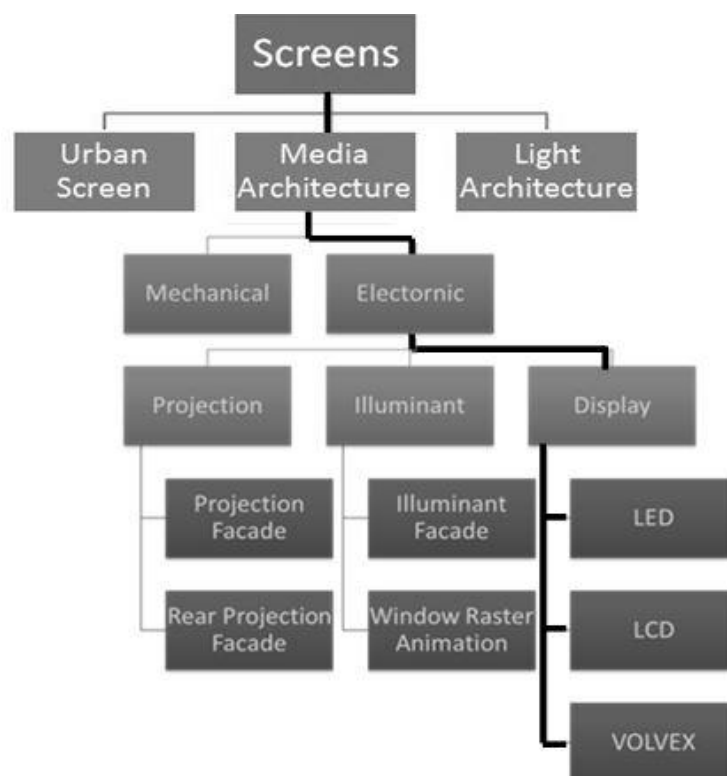 Screens
Urban
Screen
Media
Architecture
Light
Architecture
Mechanical
Electornic
Projection
Illuminant
Display
Projection
Facade
Illuminant
Facade
LED
Rear Projection
Facade
Window Raster
Animation
LCD
VOLVEX